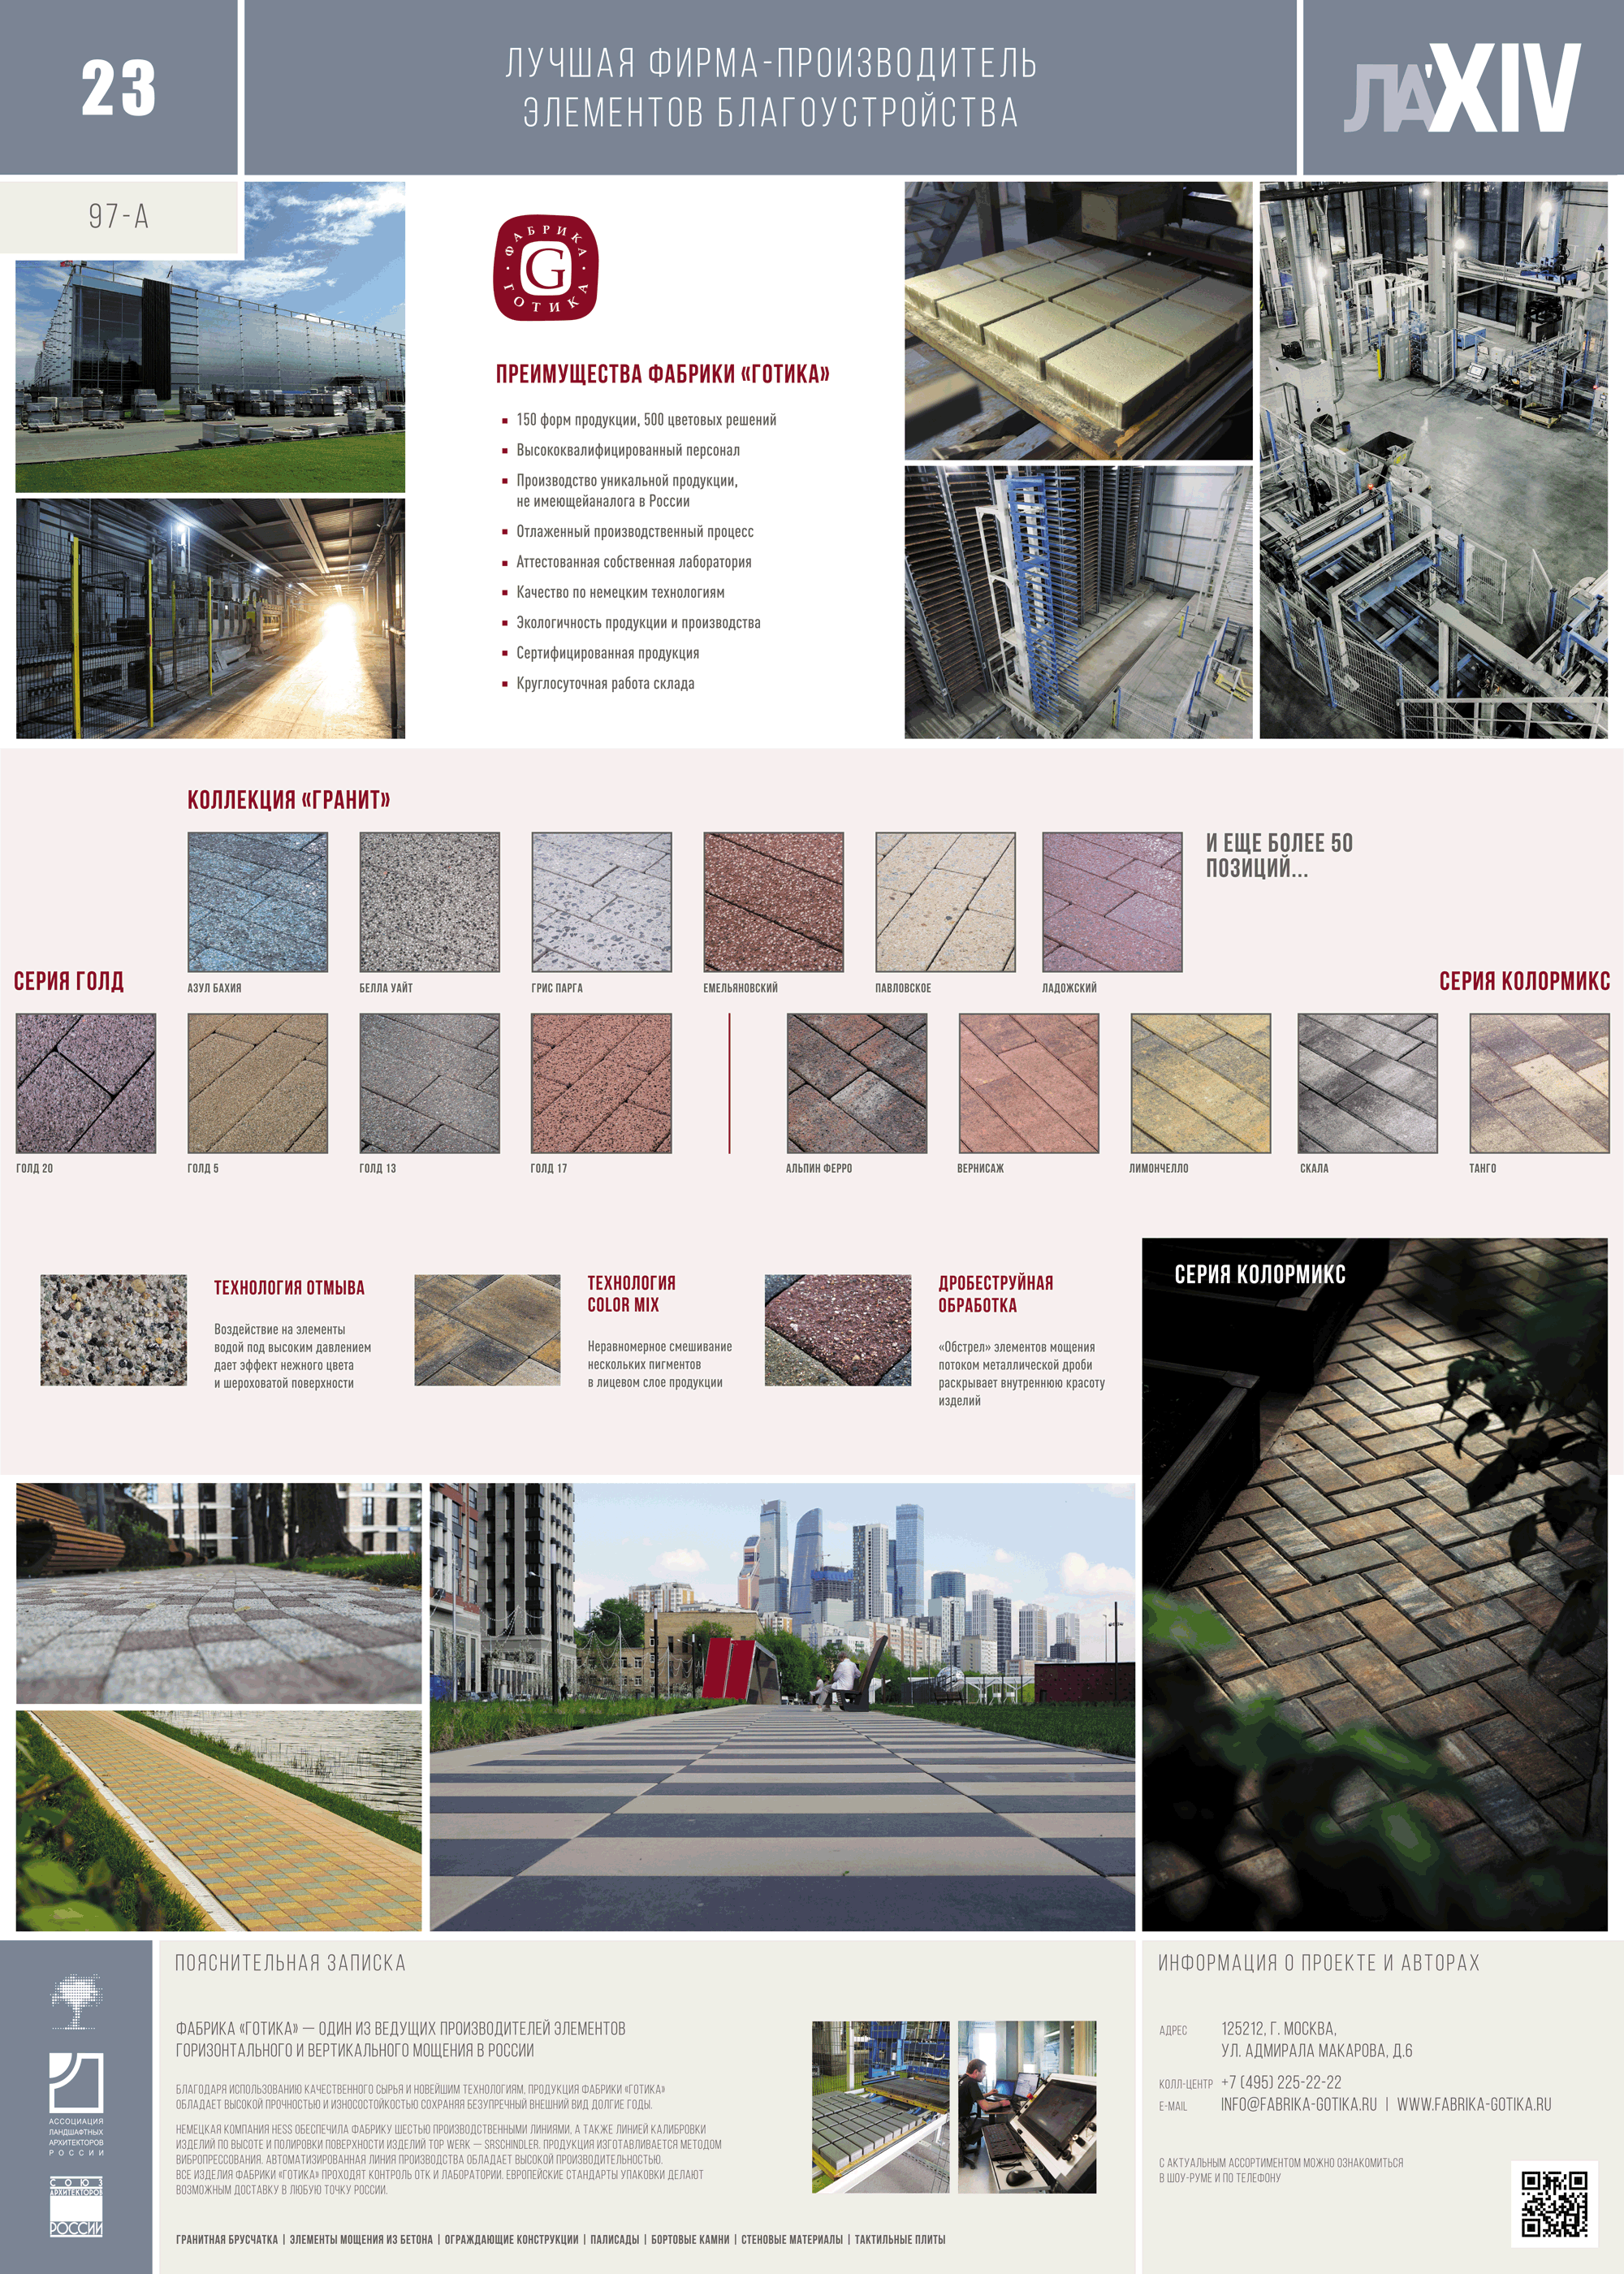 23
ЛУЧШАЯ ФИРМА-ПРОИЗВОДИТЕЛЬ
ЭЛЕМЕНТОВ БЛАГОУСТРОЙСТВА
ЛА'XIV
97-А
ФАБРИКА
G
ГОТИКА
ПРЕИМУЩЕСТВА ФАБРИКИ «ГОТИКА»
150 форм продукции, 500 цветовых решений
Высококвалифицированный персонал
Производство уникальной продукции,
не имеющейаналога в России
Отлаженный производственный процесс
Аттестованная собственная лаборатория
Качество по немецким технологиям
Экологичность продукции и производства
Сертифицированная продукция
Круглосуточная работа склада
КОЛЛЕКЦИЯ «ГРАНИТ»
И ЕЩЕ БОЛЕЕ 50
ПОЗИЦИЙ...
АЗУЛ БАХИЯ
БЕЛЛА УАЙТ
ГРИС ПАРГА
ЕМЕЛЬЯНОВСКИЙ
ПАВЛОВСКОЕ
ЛАДОЖСКИЙ
СЕРИЯ ГОЛД
СЕРИЯ КОЛОРМИКС
ГОЛД 20
ГОЛД 5
ГОЛД 13
ГОЛД 17
АЛЬПИН ФЕРРО
ВЕРНИСАЖ
ЛИМОНЧЕЛЛО
СКАЛА
ТАНГО
ТЕХНОЛОГИЯ ОТМЫВА
Воздействие на элементы
водой под высоким давлением
дает эффект нежного цвета
и шероховатой поверхности
ТЕХНОЛОГИЯ
COLOR MIX
Неравномерное смешивание
нескольких пигментов
в лицевом слое продукции
ДРОБЕСТРУЙНАЯ
ОБРАБОТКА
«Обстрел» элементов мощения
потоком металлической дроби
раскрывает внутреннюю красоту
изделий
СЕРИЯ КОЛОРМИКС
АССОЦИАЦИЯ
ЛАНДШАФТНЫХ
АРХИТЕКТОРОВ
РОССИИ
СОЮЗ
АРХИТЕКТОРОВ
РОССИИ
ПОЯСНИТЕЛЬНАЯ ЗАПИСКА
ФАБРИКА «ГОТИКА» — ОДИН ИЗ ВЕДУЩИХ ПРОИЗВОДИТЕЛЕЙ ЭЛЕМЕНТОВ
ГОРИЗОНТАЛЬНОГО И ВЕРТИКАЛЬНОГО МОЩЕНИЯ В РОССИИ
БЛАГОДАРЯ ИСПОЛЬЗОВАНИЮ КАЧЕСТВЕННОГО СЫРЬЯ И НОВЕЙШИМ ТЕХНОЛОГИЯМ, ПРОДУКЦИЯ ФАБРИКИ «ГОТИКА»
ОБЛАДАЕТ ВЫСОКОЙ ПРОЧНОСТЬЮ И ИЗНОСОСТОЙКОСТЬЮ СОХРАНЯЯ БЕЗУПРЕЧНЫЙ ВНЕШНИЙ ВИД ДОЛГИЕ ГОДЫ.
НЕМЕЦКАЯ КОМПАНИЯ HESS ОБЕСПЕЧИЛА ФАБРИКУ ШЕСТЬЮ ПРОИЗВОДСТВЕННЫМИ ЛИНИЯМИ, А ТАКЖЕ ЛИНИЕЙ КАЛИБРОВКИ
ИЗДЕЛИЙ ПО ВЫСОТЕ И ПОЛИРОВКИ ПОВЕРХНОСТИ ИЗДЕЛИЙ TOP WERK — SRSCHINDLER. ПРОДУКЦИЯ ИЗГОТАВЛИВАЕТСЯ МЕТОДОМ
ВИБРОПРЕССОВАНИЯ. АВТОМАТИЗИРОВАННАЯ ЛИНИЯ ПРОИЗВОДСТВА ОБЛАДАЕТ ВЫСОКОЙ ПРОИЗВОДИТЕЛЬНОСТЬЮ.
ВСЕ ИЗДЕЛИЯ ФАБРИКИ «ГОТИКА» ПРОХОДЯТ КОНТРОЛЬ ОТК И ЛАБОРАТОРИИ. ЕВРОПЕЙСКИЕ СТАНДАРТЫ УПАКОВКИ ДЕЛАЮТ
ВОЗМОЖНЫМ ДОСТАВКУ В ЛЮБУЮ ТОЧКУ РОССИИ.
ГРАНИТНАЯ БРУСЧАТКА | ЭЛЕМЕНТЫ МОЩЕНИЯ ИЗ БЕТОНА | ОГРАЖДАЮЩИЕ КОНСТРУКЦИИ | ПАЛИСАДЫ | БОРТОВЫЕ КАМНИ | СТЕНОВЫЕ МАТЕРИАЛЫ | ТАКТИЛЬНЫЕ ПЛИТЫ
ИНФОРМАЦИЯ О ПРОЕКТЕ И АВТОРАХ
АДРЕС 125212, Г. МОСКВА,
УЛ. АДМИРАЛА МАКАРОВА, Д.6
КОЛЛ-ЦЕНТР +7 (495) 225-22-22
E-MAIL INFO@FABRIKA-GOTIKA.RU | WWW.FABRIKA-GOTIKA.RU
С АКТУАЛЬНЫМ АССОРТИМЕНТОМ МОЖНО ОЗНАКОМИТЬСЯ
В ШОУ-РУМЕ И ПО ТЕЛЕФОНУ